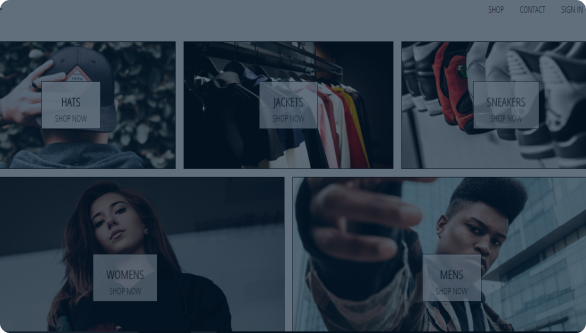 SHOP CONTACT SIGN IN
HATS
SHOP NOW
JACKETS
SHOP NOW
SNEAKERS
SHOP NOW
WOMENS
SHOP NOW
MENS
SHOP NOW